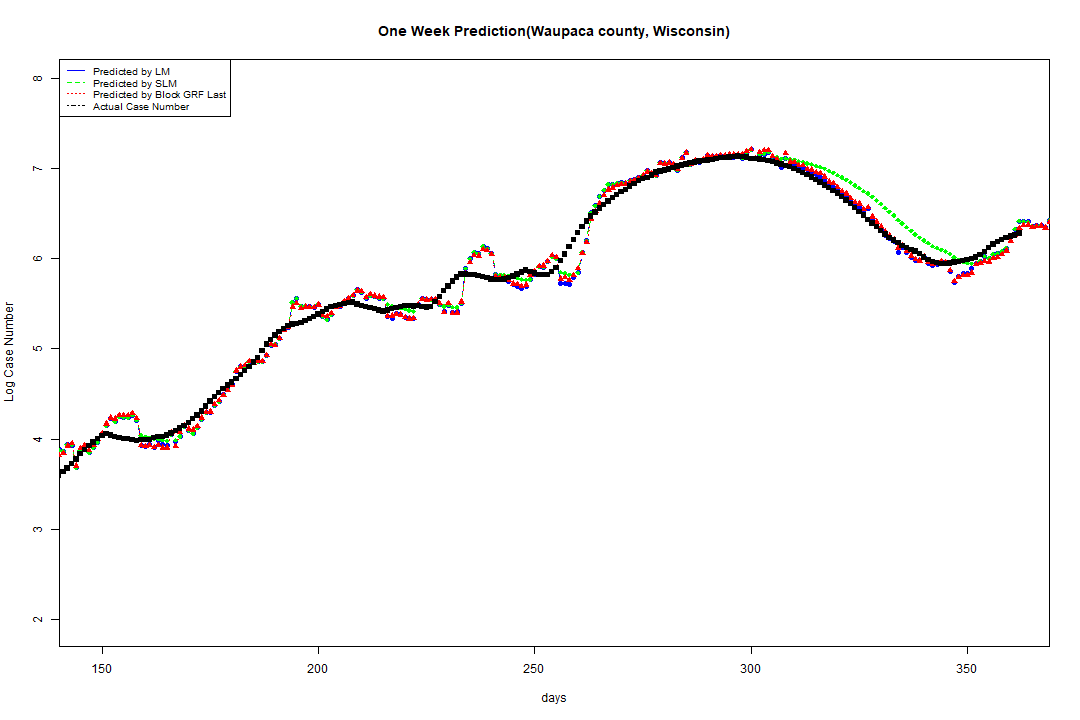 One Week Prediction(Waupaca county, Wisconsin)
Predicted by LM
Predicted by SLM
Predicted by Block GRF Last
Actual Case Number
8
7
6
5
4
3
2
Log Case Number
150 200 250 300 350
days